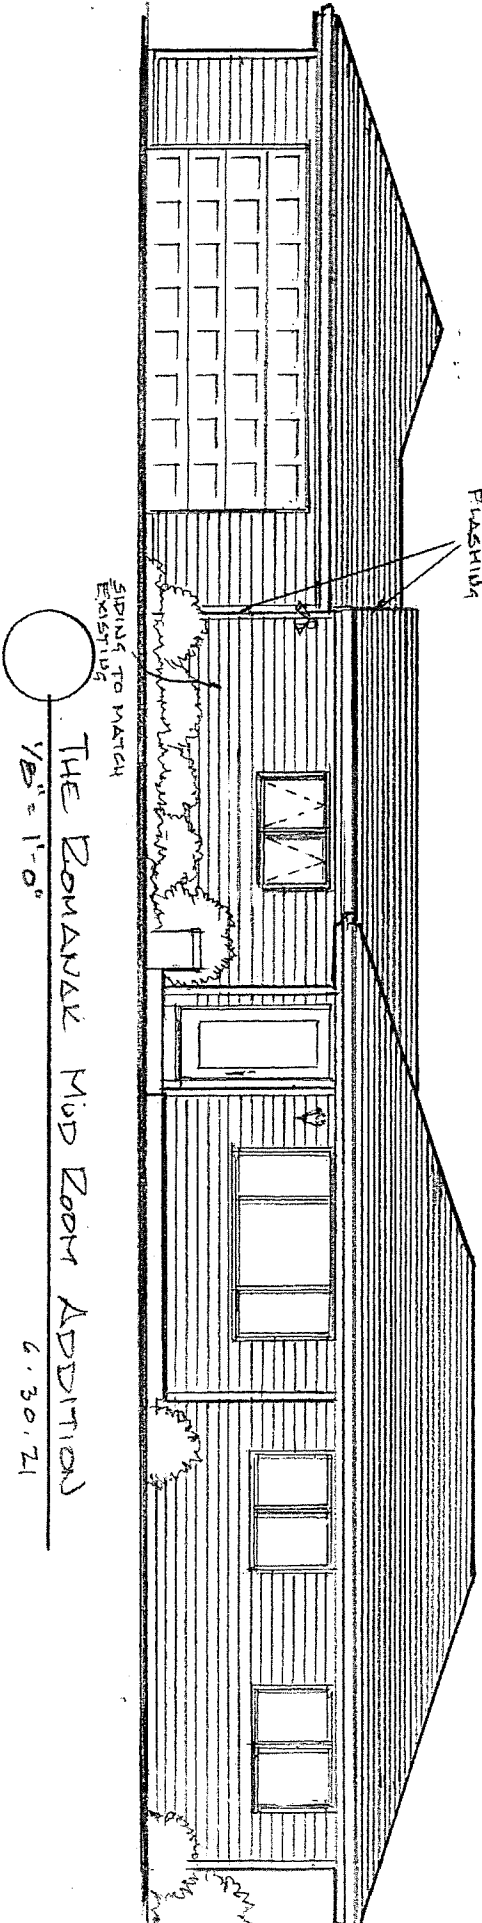 FLASHING
SIDING TO MATCH
EXISTING
THE ROMANAK MUD ROOM ADDITION
1/8" = 1'-0"
6.30.21